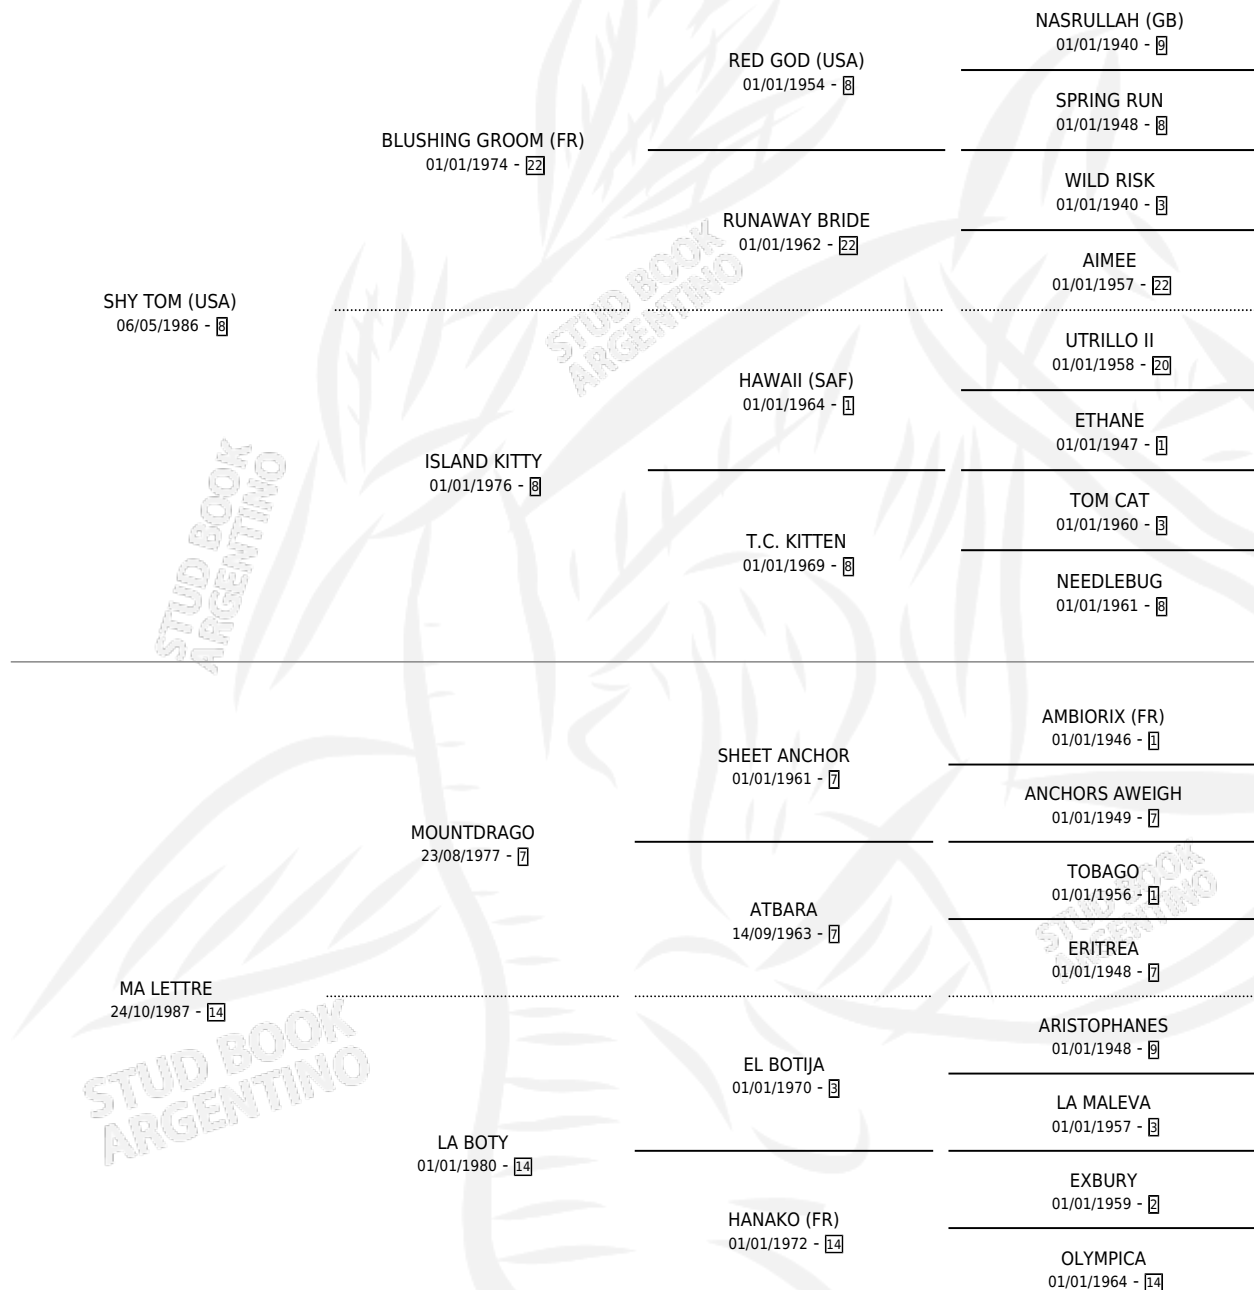 NASRULLAH (GB)
01/01/1940 - 9
RED GOD (USA)
01/01/1954 - 8
SPRING RUN
01/01/1948 - 8
BLUSHING GROOM (FR)
01/01/1974 - 22
WILD RISK
01/01/1940 - 3
RUNAWAY BRIDE
01/01/1962 - 22
AIMEE
01/01/1957 - 22
SHY TOM (USA)
06/05/1986 - 8
UTRILLO II
01/01/1958 - 20
HAWAII (SAF)
01/01/1964 - 1
ETHANE
01/01/1947 - 1
ISLAND KITTY
01/01/1976 - 8
TOM CAT
01/01/1960 - 3
T.C. KITTEN
01/01/1969 - 8
NEEDLEBUG
01/01/1961 - 8
AMBIORIX (FR)
01/01/1946 - 1
SHEET ANCHOR
01/01/1961 - 7
ANCHORS AWEIGH
01/01/1949 - 7
MOUNTDRAGO
23/08/1977 - 7
TOBAGO
01/01/1956 - 1
ATBARA
14/09/1963 - 7
ERITREA
01/01/1948 - 7
MA LETTRE
24/10/1987 - 14
ARISTOPHANES
01/01/1948 - 9
EL BOTIJA
01/01/1970 - 3
LA MALEVA
01/01/1957 - 3
LA BOTY
01/01/1980 - 14
EXBURY
01/01/1959 - 2
HANAKO (FR)
01/01/1972 - 14
OLYMPICA
01/01/1964 - 14
STUD BOOK
ARGENTINO
STUD BOOK
ARGENTINO
STUD BOOK
ARGENTINO
STUD BOOK
ARGENTINO